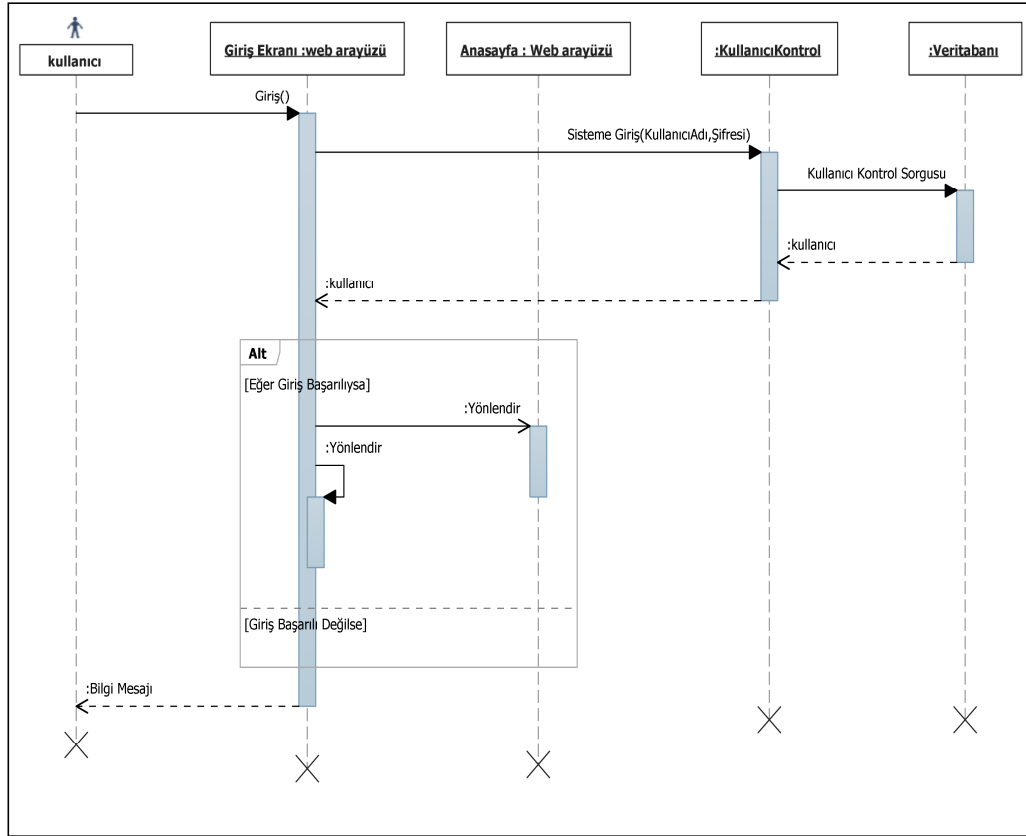 kullanıcı
Giriş Ekranı :web arayüzü
Anasayfa : Web arayüzü
:KullanıcıKontrol
:Veritabanı
Giriş()
Sisteme Giriş(KullanıcıAdı,Şifresi)
Kullanıcı Kontrol Sorgusu
:kullanıcı
:kullanıcı
Alt
[Eğer Giriş Başarılıysa]
:Yönlendir
:Yönlendir
[Giriş Başarılı Değilse]
:Bilgi Mesajı